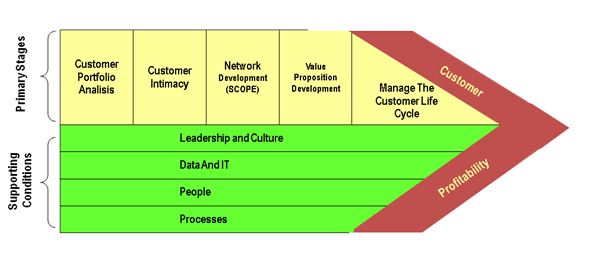 Primary Stages
Customer
Portfolio
Analisis
Customer
Intimacy
Network
Development
(SCOPE)
Value
Proposition
Development
Manage The
Customer Life
Cycle
Customer
Supporting
Conditions
Leadership and Culture
Data And IT
People
Processes
Profitability